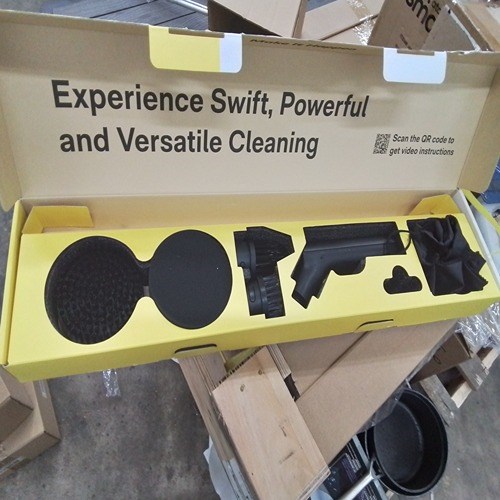 Experience Swift, Powerful
and Versatile Cleaning
Scan the QR code to
get video instructions